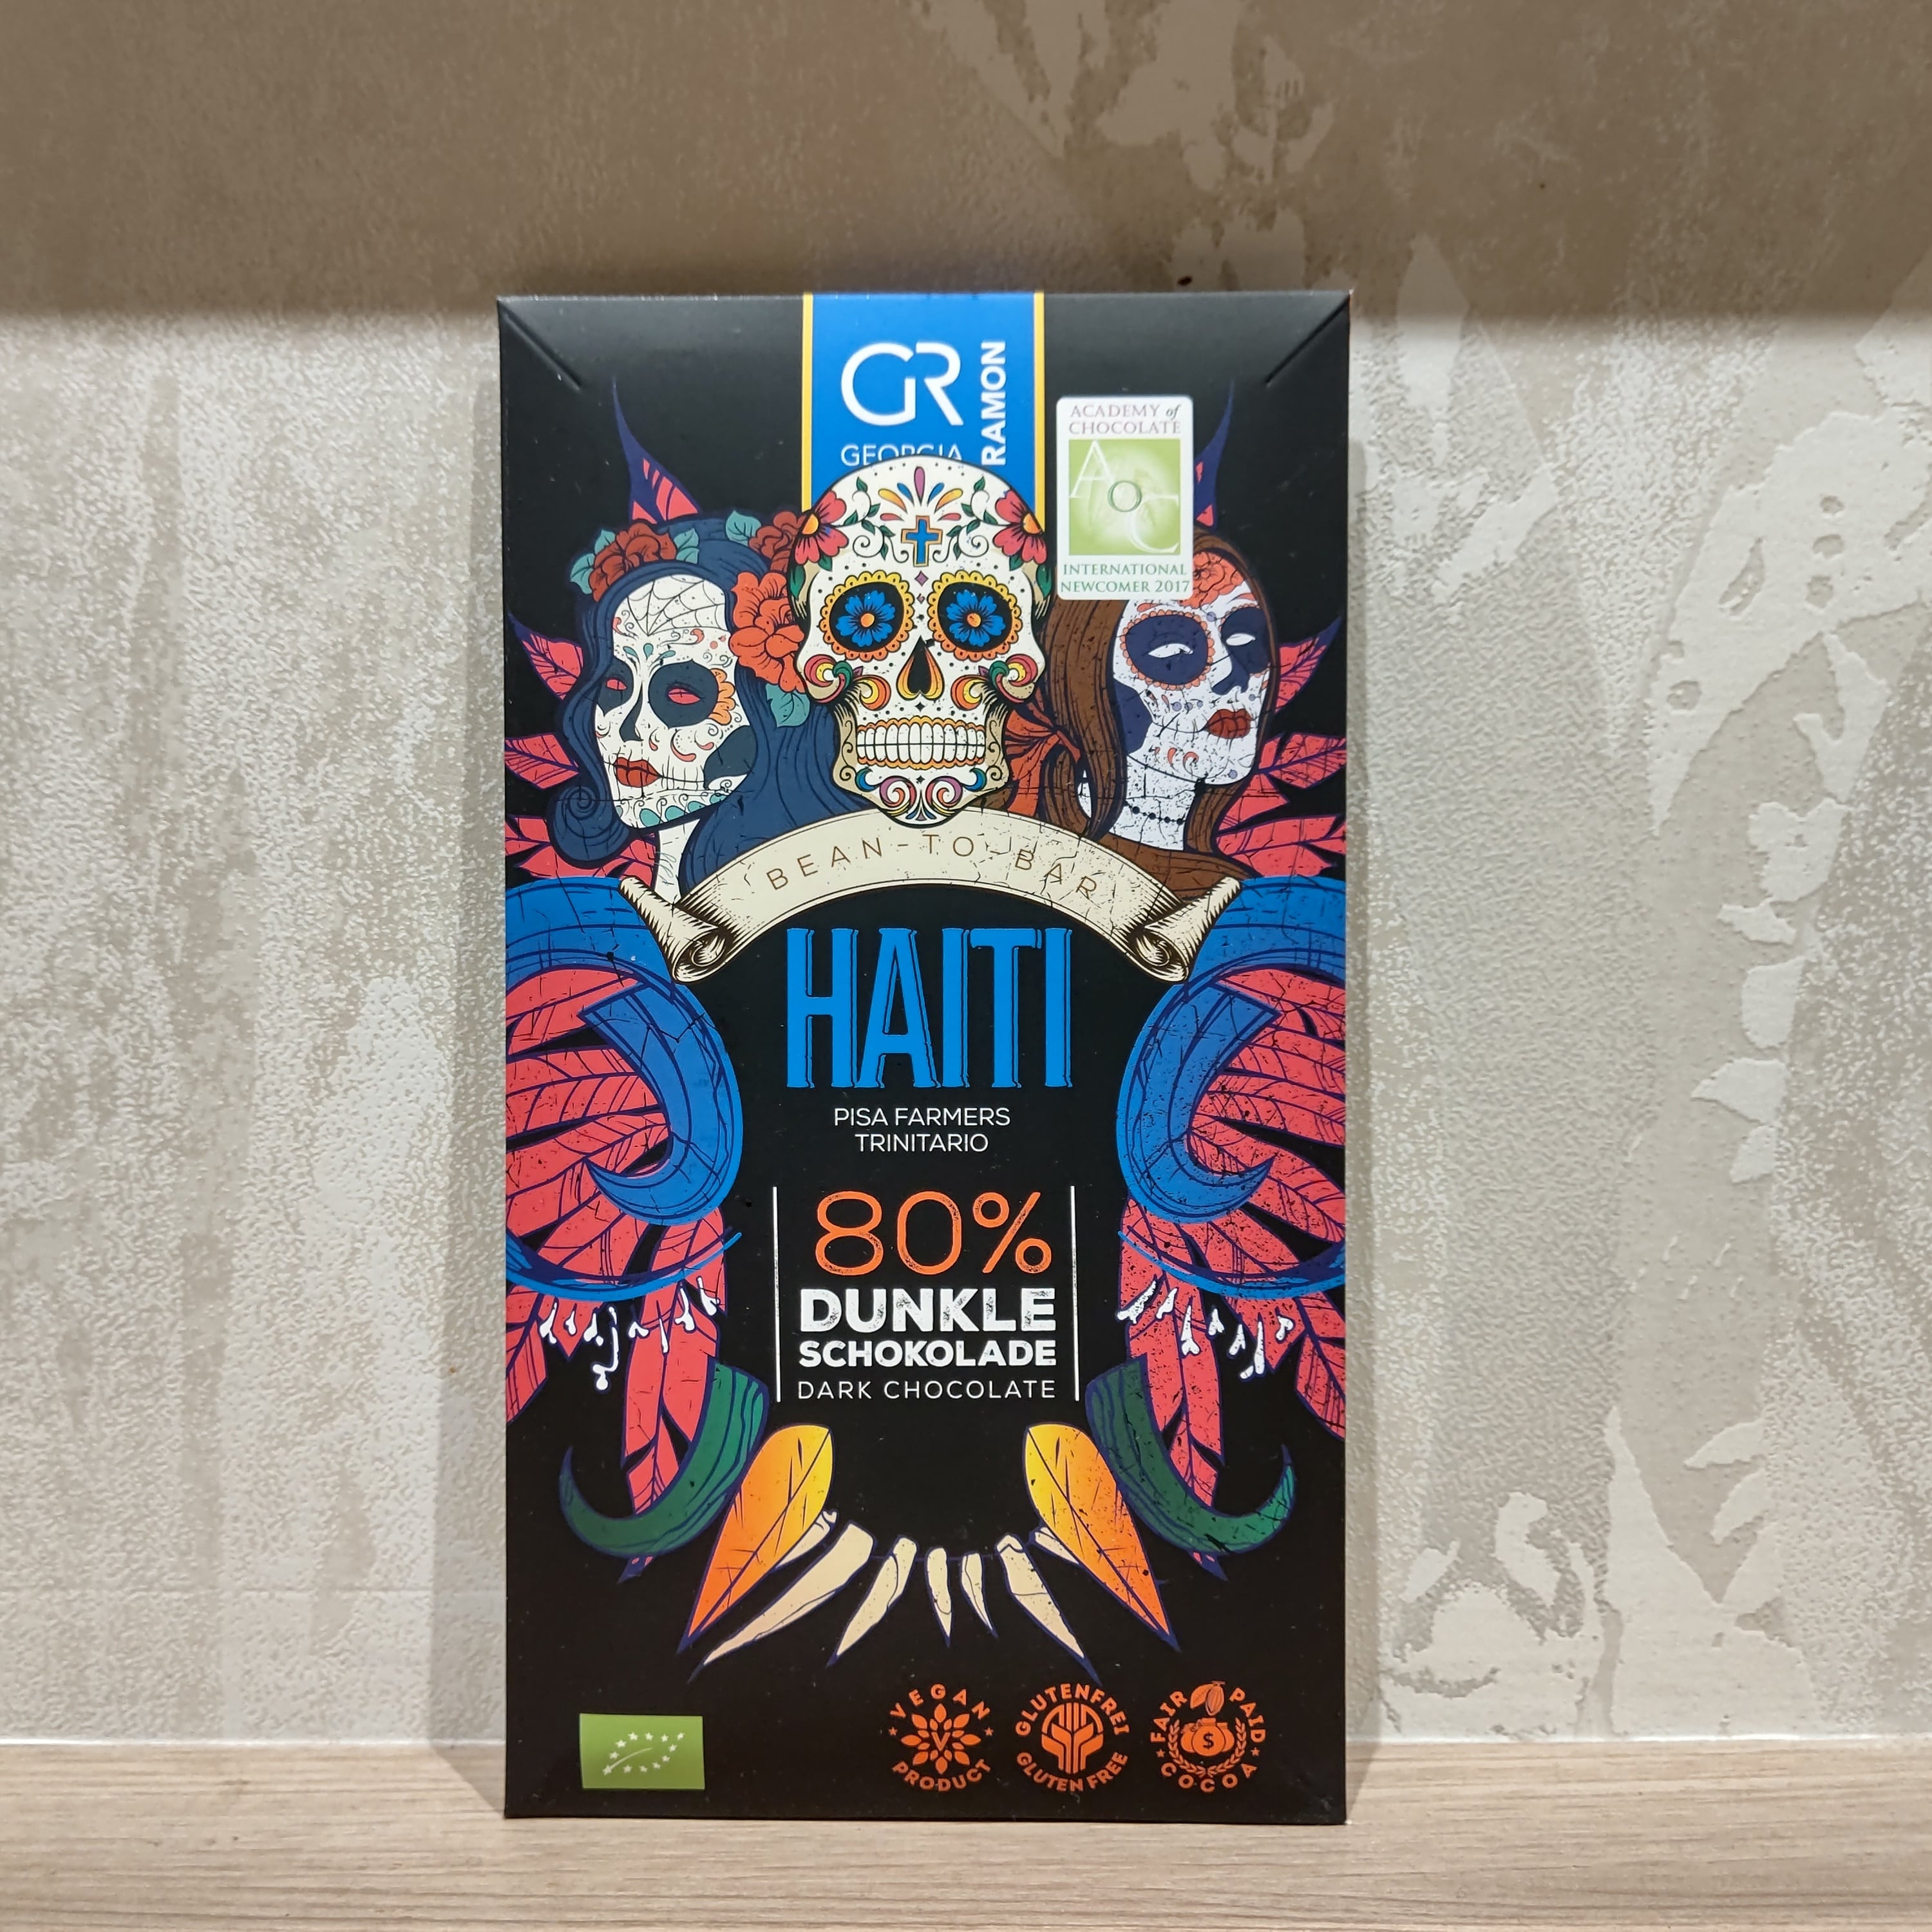 GR
GEORGIA
RAMON
ACADEMY of
CHOCOLATE
AOC
INTERNATIONAL
NEWCOMER 2017
BEAN-TO-BAR
HAITI
PISA FARMERS
TRINITARIO
80%
DUNKLE
SCHOKOLADE
DARK CHOCOLATE
VEGAN
V
PRODUCT
GLUTENFREI
GLUTEN FREE
FAIR PAID
$
COCOA